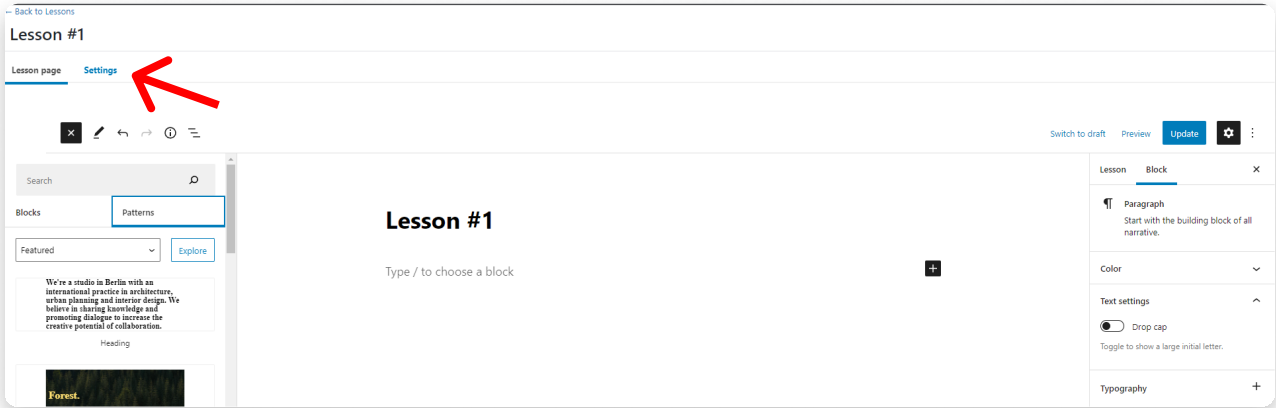 ← Back to Lessons
Lesson #1
Lesson page Settings
Switch to draft Preview Update
Search
Blocks Patterns
Featured Explore
We're a studio in Berlin with an
international practice in architecture,
urban planning and interior design. We
believe in sharing knowledge and
promoting dialogue to increase the
creative potential of collaboration.
Heading
Forest.
Lesson #1
Type / to choose a block
Lesson Block
Paragraph
Start with the building block of all
narrative.
Color
Text settings
Drop cap
Toggle to show a large initial letter.
Typography